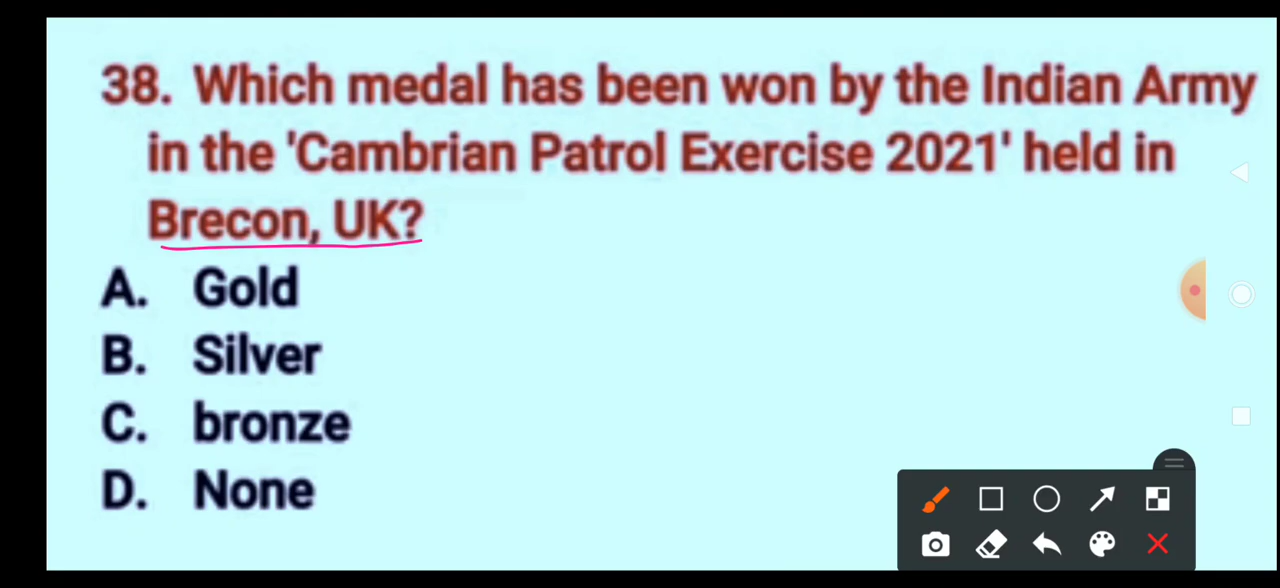 38. Which medal has been won by the Indian Army
in the 'Cambrian Patrol Exercise 2021' held in
Brecon, UK?
A. Gold
B. Silver
C. bronze
D. None